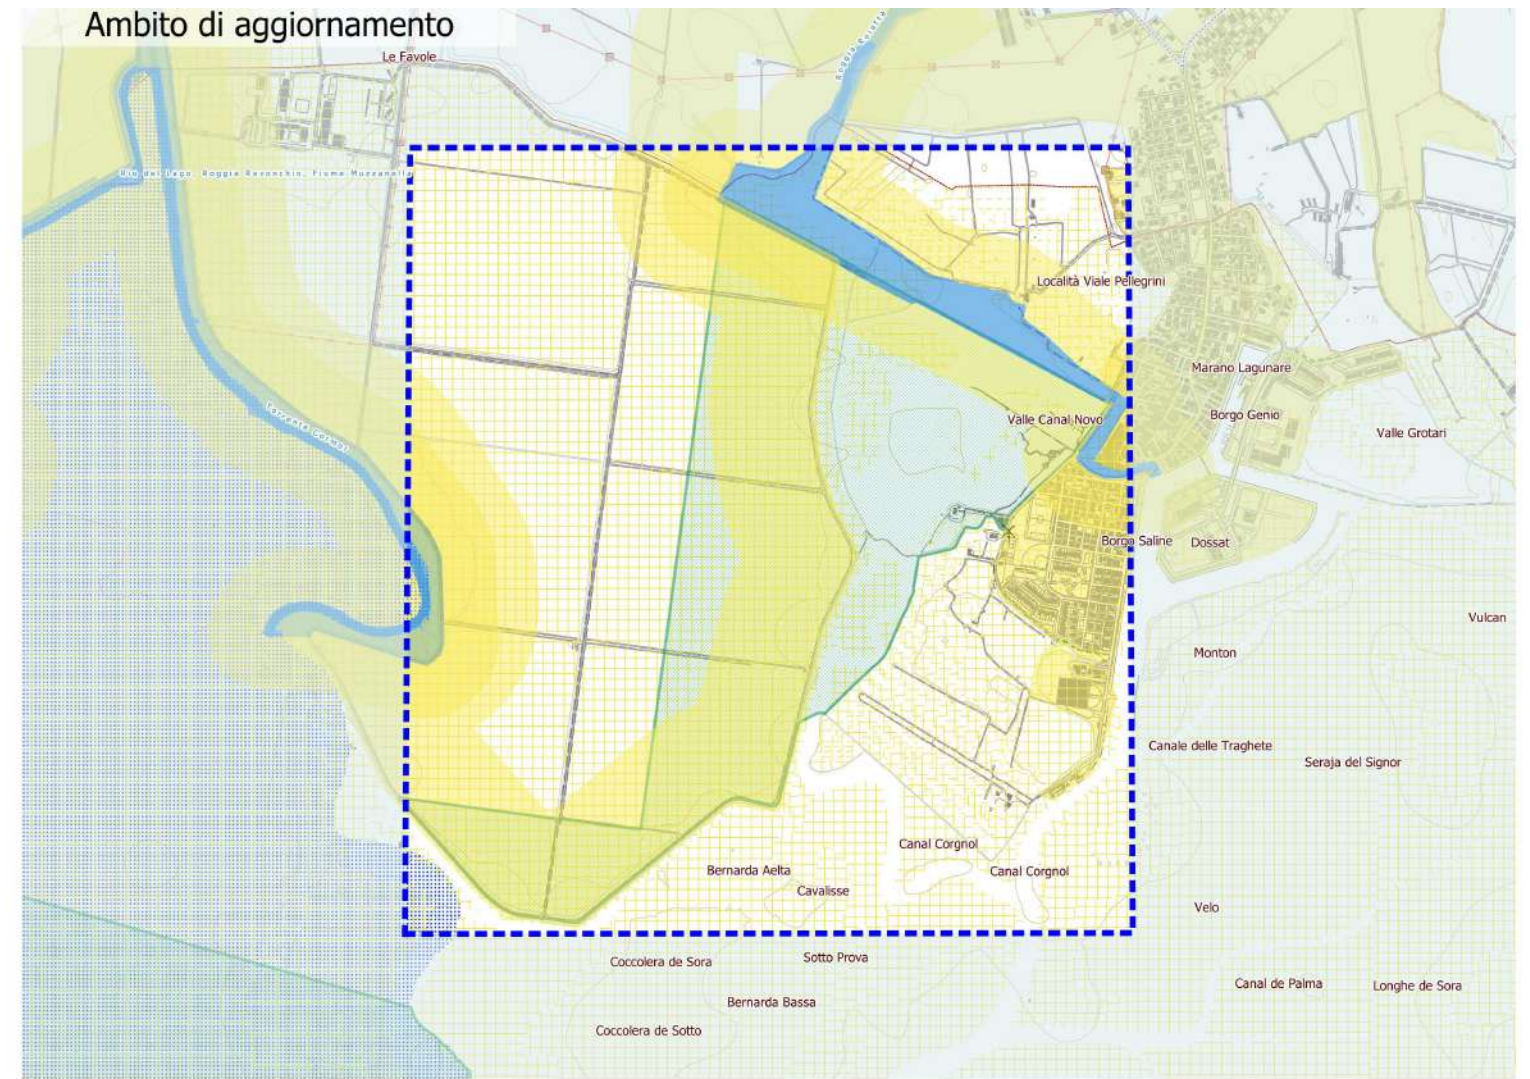 Ambito di aggiornamento
Le Favole
Rio del Lago, Roggia Revonchio, Fiume Muzzanella
Torrente Cormor
Località Viale Pellegrini
Marano Lagunare
Borgo Genio
Valle Canal Novo
Valle Grotari
Borgo Saline
Dossat
Vulcan
Monton
Canale delle Traghete
Seraja del Signor
Canal Corgnol
Bernarda Aelta
Canal Corgnol
Cavalisse
Velo
Coccolera de Sora
Sotto Prova
Canal de Palma
Longhe de Sora
Bernarda Bassa
Coccolera de Sotto